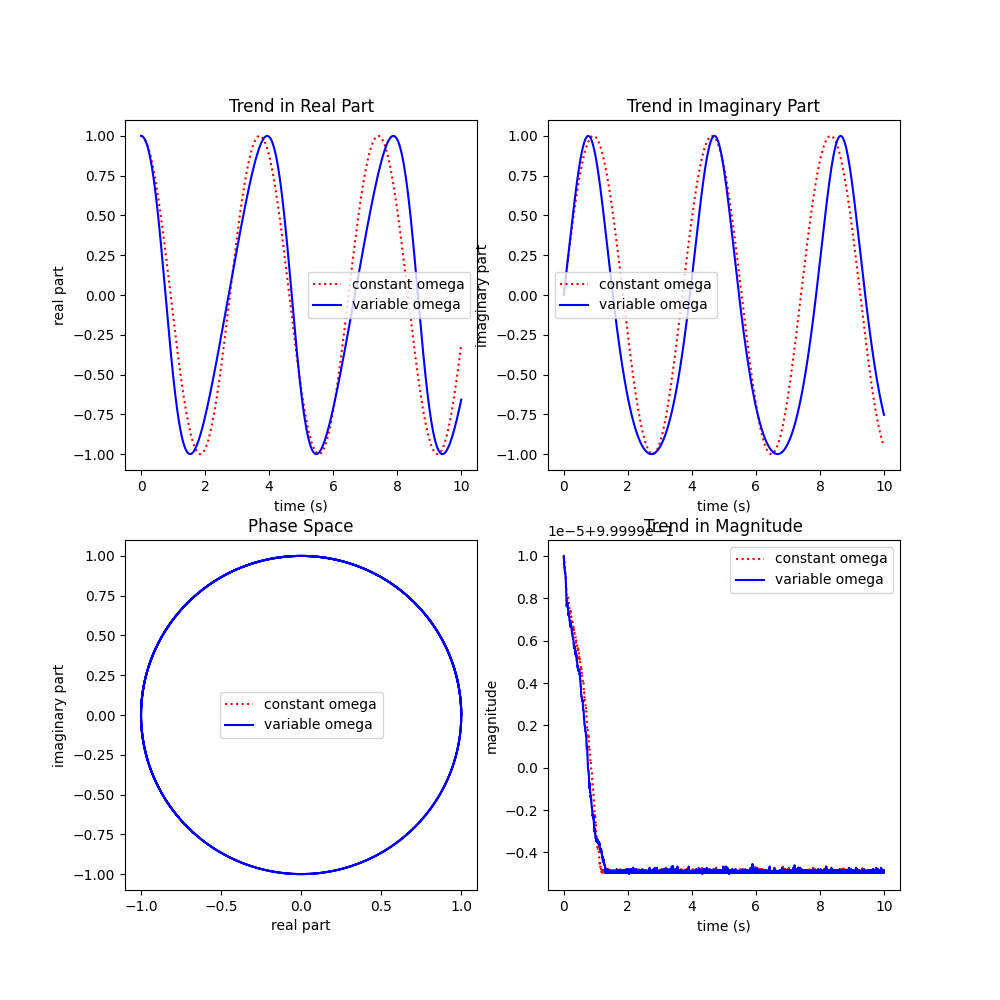 Trend in Real Part
1.00
0.75
0.50
0.25
0.00
−0.25
−0.50
−0.75
−1.00
real part
constant omega
variable omega
0 2 4 6 8 10
time (s)
Trend in Imaginary Part
1.00
0.75
0.50
0.25
0.00
−0.25
−0.50
−0.75
−1.00
imaginary part
constant omega
variable omega
0 2 4 6 8 10
time (s)
Phase Space
1.00
0.75
0.50
0.25
0.00
−0.25
−0.50
−0.75
−1.00
imaginary part
constant omega
variable omega
−1.0 −0.5 0.0 0.5 1.0
real part
Trend in Magnitude
1e−5+9.9999e−1
1.0
0.8
0.6
0.4
0.2
0.0
−0.2
−0.4
magnitude
constant omega
variable omega
0 2 4 6 8 10
time (s)